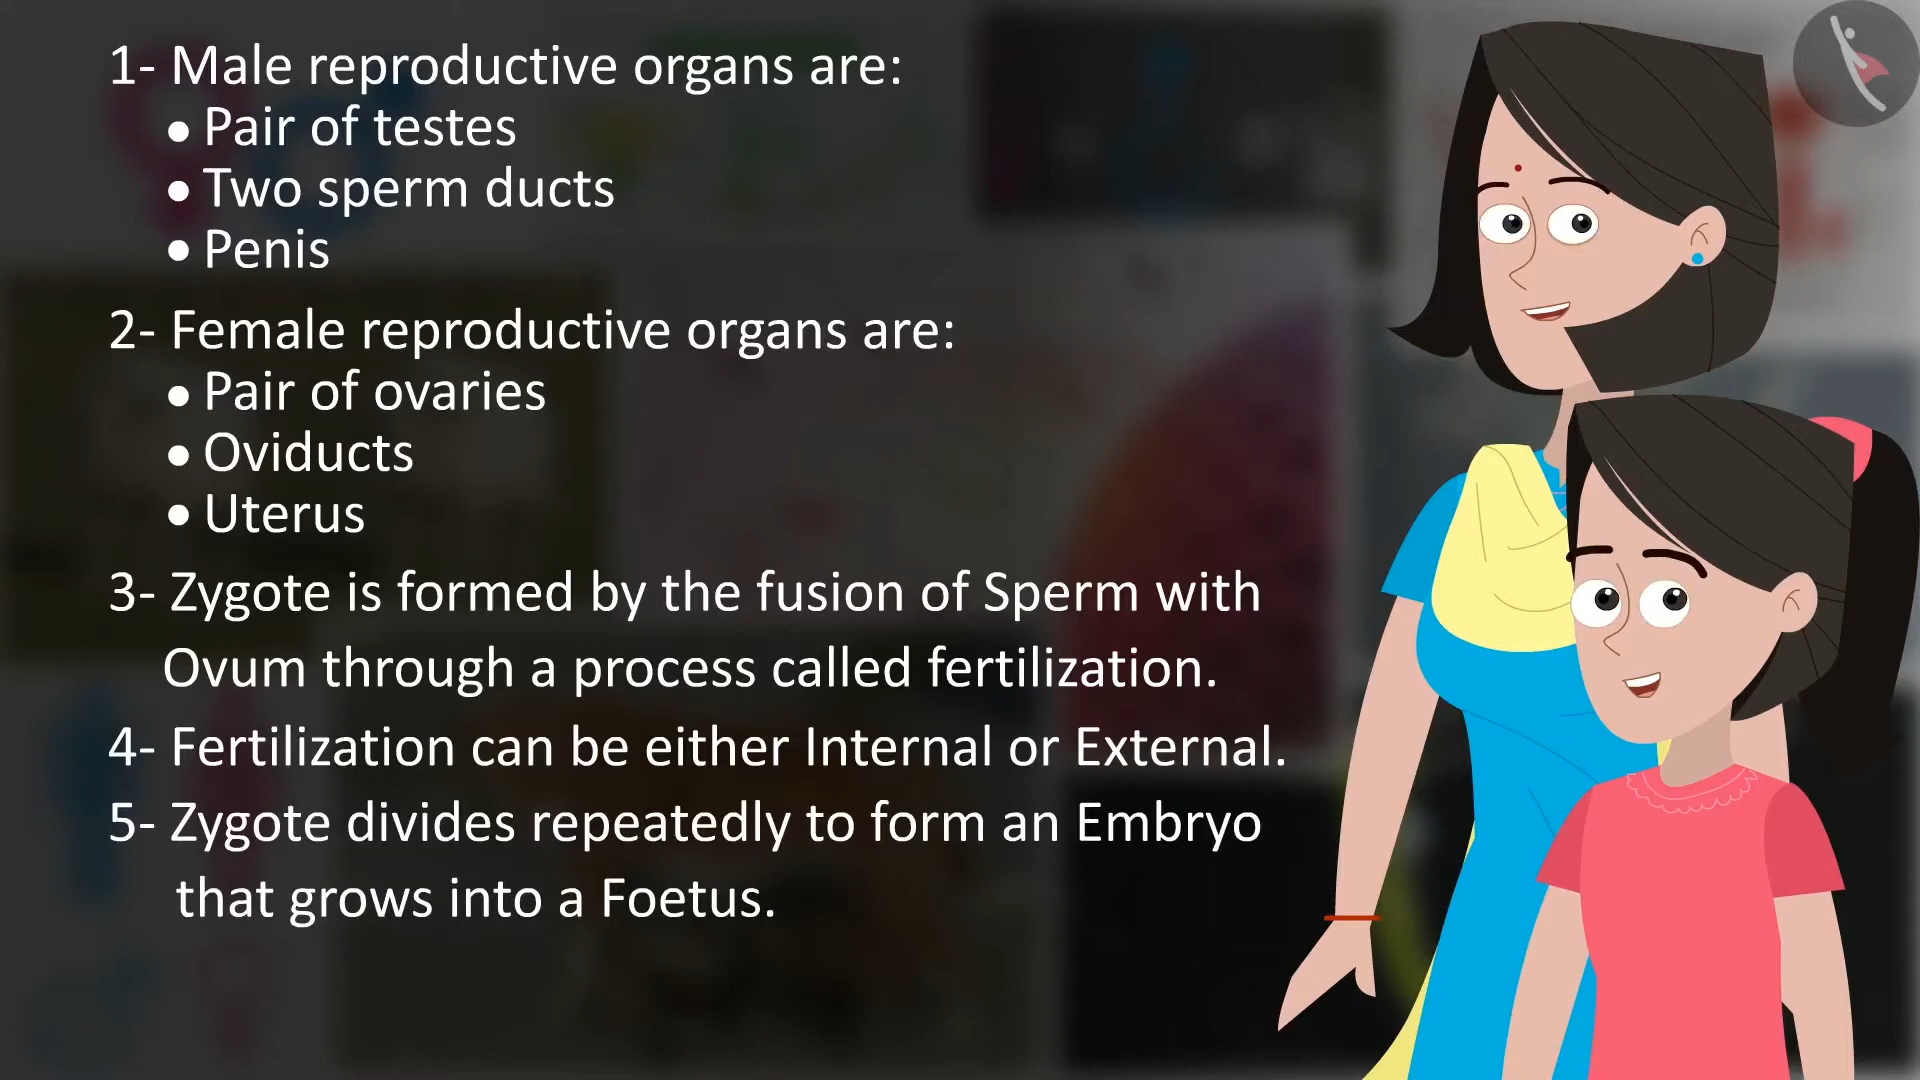 1- Male reproductive organs are:
• Pair of testes
• Two sperm ducts
• Penis
2- Female reproductive organs are:
• Pair of ovaries
• Oviducts
• Uterus
3- Zygote is formed by the fusion of Sperm with
Ovum through a process called fertilization.
4- Fertilization can be either Internal or External.
5- Zygote divides repeatedly to form an Embryo
that grows into a Foetus.